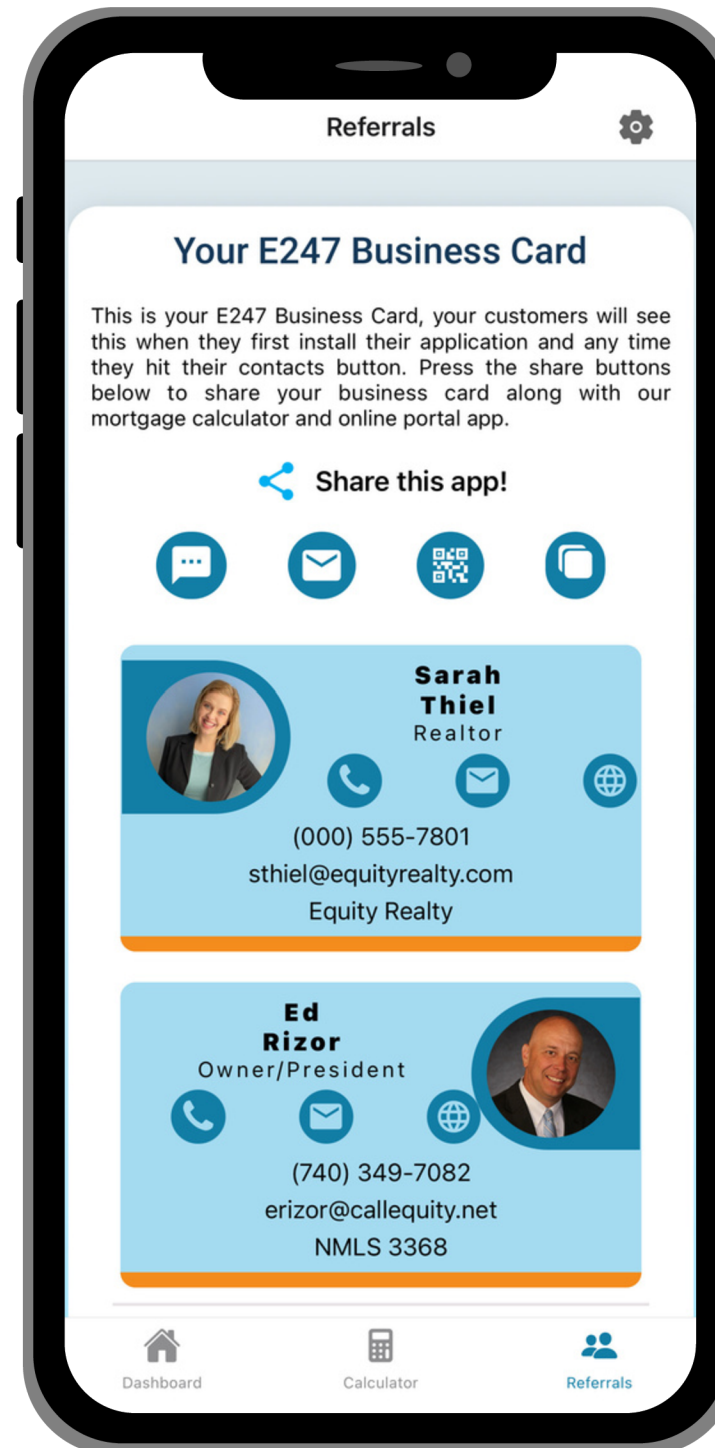 Referrals
Your E247 Business Card
This is your E247 Business Card, your customers will see
this when they first install their application and any time
they hit their contacts button. Press the share buttons
below to share your business card along with our
mortgage calculator and online portal app.
Share this app!
Sarah
Thiel
Realtor
(000) 555-7801
sthiel@equityrealty.com
Equity Realty
Ed
Rizor
Owner/President
(740) 349-7082
erizor@callequity.net
NMLS 3368
Dashboard
Calculator
Referrals